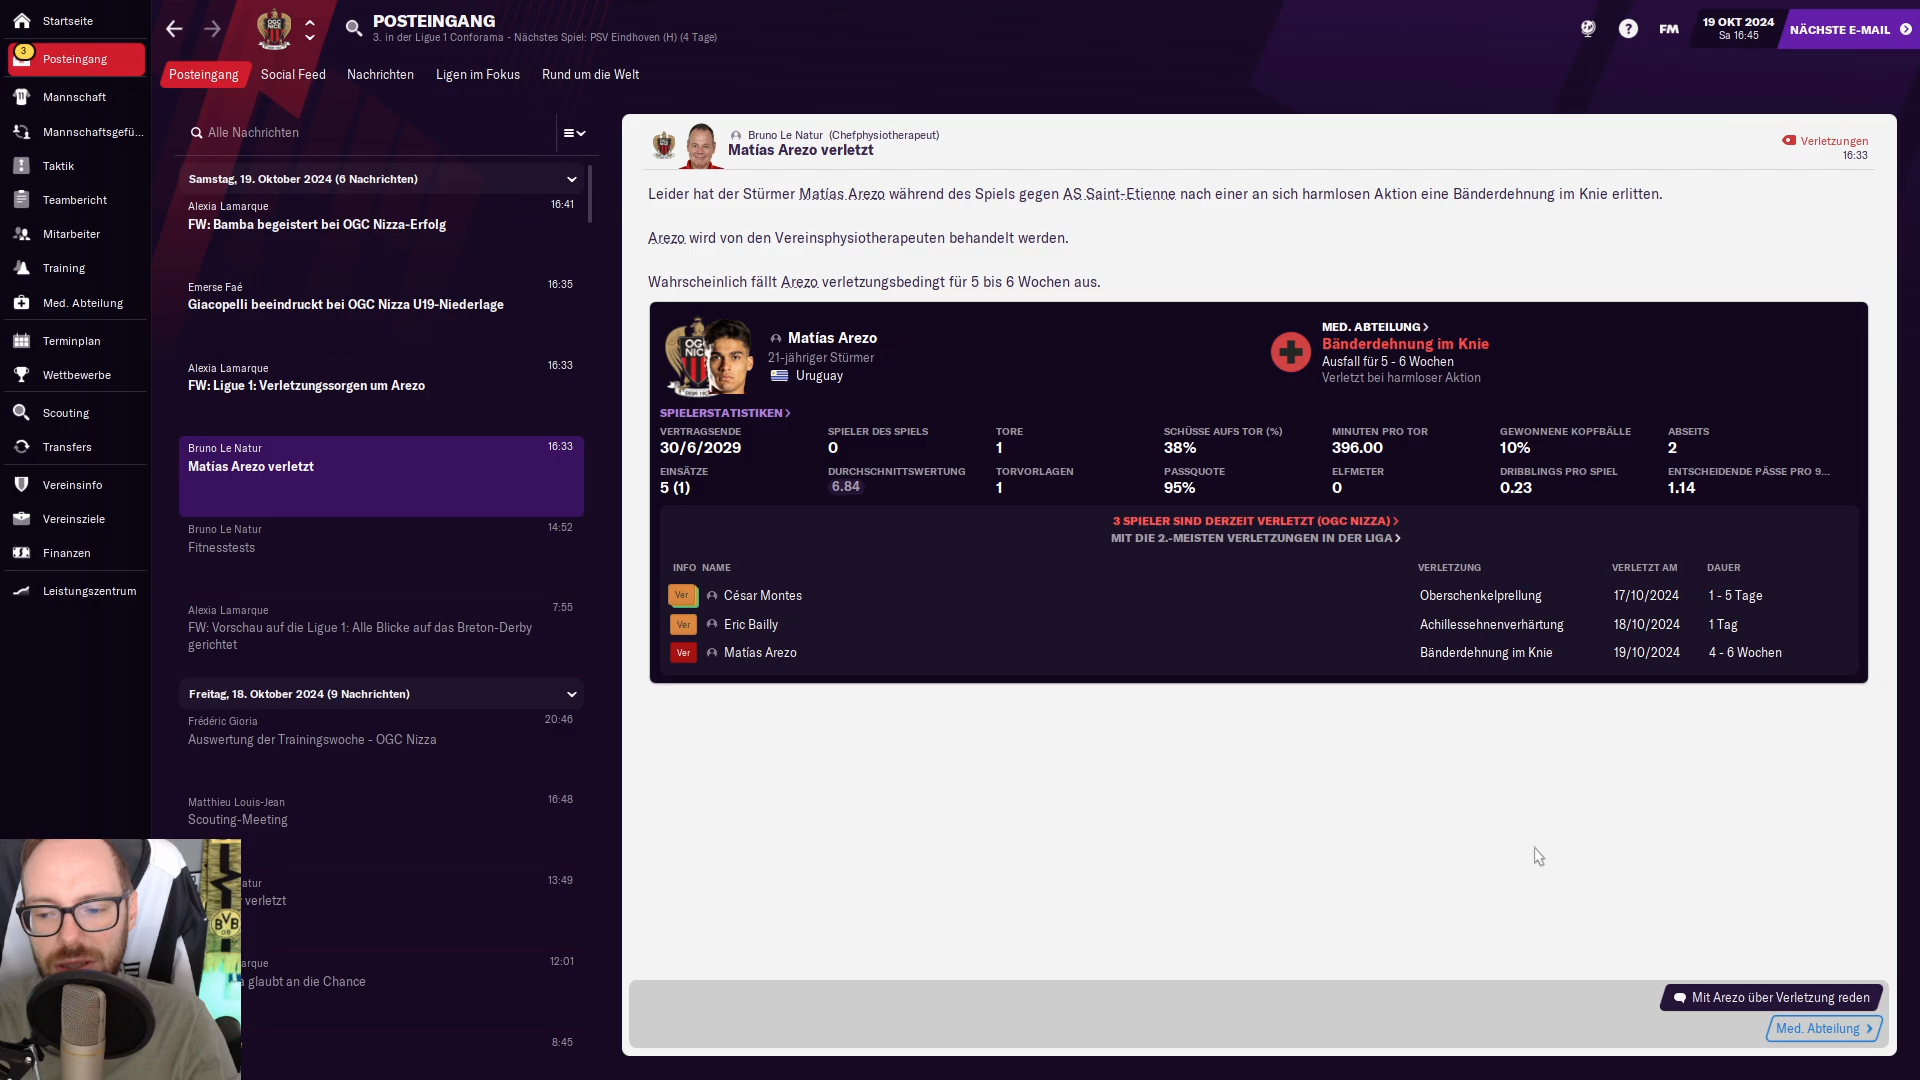 Startseite
3
Posteingang
Mannschaft
Mannschaftsgefü...
Taktik
Teambericht
Mitarbeiter
Training
Med. Abteilung
Terminplan
Wettbewerbe
Scouting
Transfers
Vereinsinfo
Vereinsziele
Finanzen
Leistungszentrum
POSTEINGANG
3. in der Ligue 1 Conforama - Nächstes Spiel: PSV Eindhoven (H) (4 Tage)
FM
19 OKT 2024
Sa 16:45
NÄCHSTE E-MAIL
Posteingang
Social Feed
Nachrichten
Ligen im Fokus
Rund um die Welt
Alle Nachrichten
Samstag, 19. Oktober 2024 (6 Nachrichten)
Alexia Lamarque
16:41
FW: Bamba begeistert bei OGC Nizza-Erfolg
Emerse Faé
16:35
Giacopelli beeindruckt bei OGC Nizza U19-Niederlage
Alexia Lamarque
16:33
FW: Ligue 1: Verletzungssorgen um Arezo
Bruno Le Natur
16:33
Matías Arezo verletzt
Bruno Le Natur
14:52
Fitnesstests
Alexia Lamarque
7:55
FW: Vorschau auf die Ligue 1: Alle Blicke auf das Breton-Derby
gerichtet
Freitag, 18. Oktober 2024 (9 Nachrichten)
Frédéric Gioria
20:46
Auswertung der Trainingswoche - OGC Nizza
Matthieu Louis-Jean
16:48
Scouting-Meeting
atur
13:49
verletzt
arque
12:01
a glaubt an die Chance
8:45
BVB
09
Bruno Le Natur (Chefphysiotherapeut)
Matías Arezo verletzt
Verletzungen
16:33
Leider hat der Stürmer Matías Arezo während des Spiels gegen AS Saint-Etienne nach einer an sich harmlosen Aktion eine Bänderdehnung im Knie erlitten.
Arezo wird von den Vereinsphysiotherapeuten behandelt werden.
Wahrscheinlich fällt Arezo verletzungsbedingt für 5 bis 6 Wochen aus.
Matías Arezo
21-jähriger Stürmer
Uruguay
MED. ABTEILUNG
Bänderdehnung im Knie
Ausfall für 5 - 6 Wochen
Verletzt bei harmloser Aktion
SPIELERSTATISTIKEN
VERTRAGSENDE SPIELER DES SPIELS TORE SCHÜSSE AUFS TOR (%) MINUTEN PRO TOR GEWONNENE KOPFBÄLLE ABSEITS
30/6/2029 0 1 38% 396.00 10% 2
EINSÄTZE DURCHSCHNITTSWERTUNG TORVORLAGEN PASSQUOTE ELFMETER DRIBBLINGS PRO SPIEL ENTSCHEIDENDE PÄSSE PRO 9...
5 (1) 6.84 1 95% 0 0.23 1.14
3 SPIELER SIND DERZEIT VERLETZT (OGC NIZZA)
MIT DIE 2.-MEISTEN VERLETZUNGEN IN DER LIGA
INFO NAME VERLETZUNG VERLETZT AM DAUER
Ver César Montes Oberschenkelprellung 17/10/2024 1 - 5 Tage
Ver Eric Bailly Achillessehnenverhärtung 18/10/2024 1 Tag
Ver Matías Arezo Bänderdehnung im Knie 19/10/2024 4 - 6 Wochen
Mit Arezo über Verletzung reden
Med. Abteilung